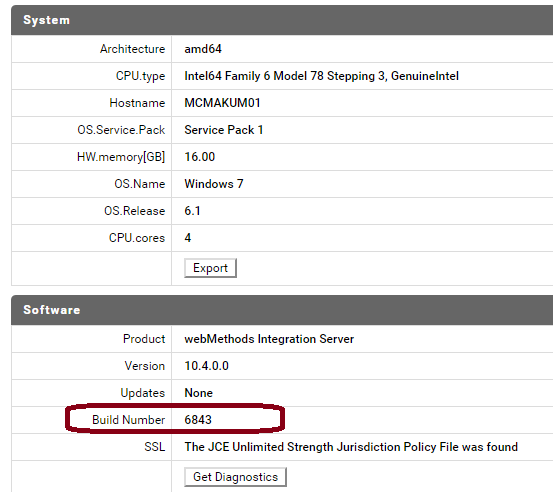 System
Architecture amd64
CPU.type Intel64 Family 6 Model 78 Stepping 3, GenuineIntel
Hostname MCMAKUM01
OS.Service.Pack Service Pack 1
HW.memory[GB] 16.00
OS.Name Windows 7
OS.Release 6.1
CPU.cores 4
Export
Software
Product webMethods Integration Server
Version 10.4.0.0
Updates None
Build Number 6843
SSL The JCE Unlimited Strength Jurisdiction Policy File was found
Get Diagnostics